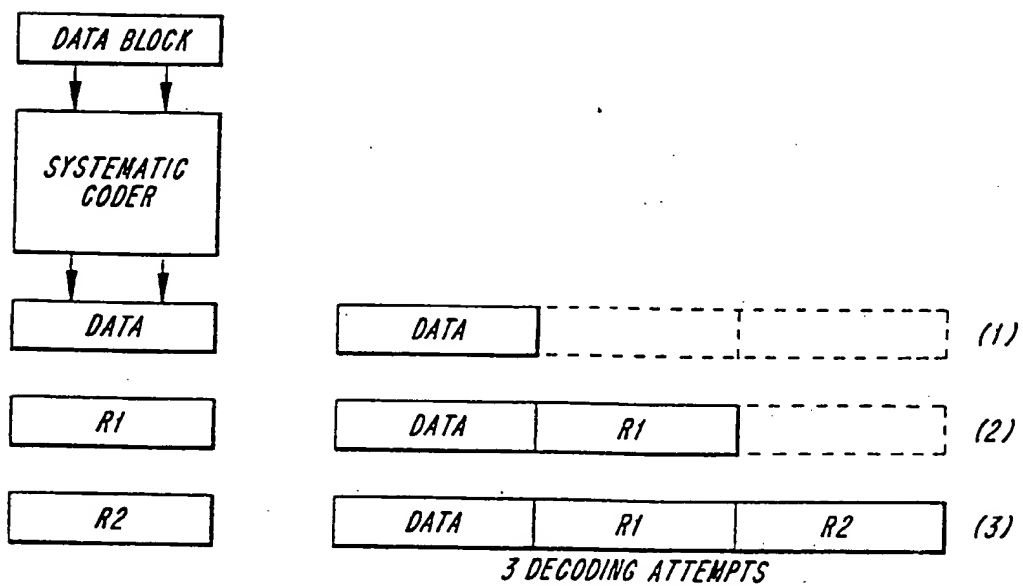 DATA BLOCK
SYSTEMATIC
CODER
DATA
DATA
(1)
R1
DATA R1
(2)
R2
DATA R1 R2
(3)
3 DECODING ATTEMPTS